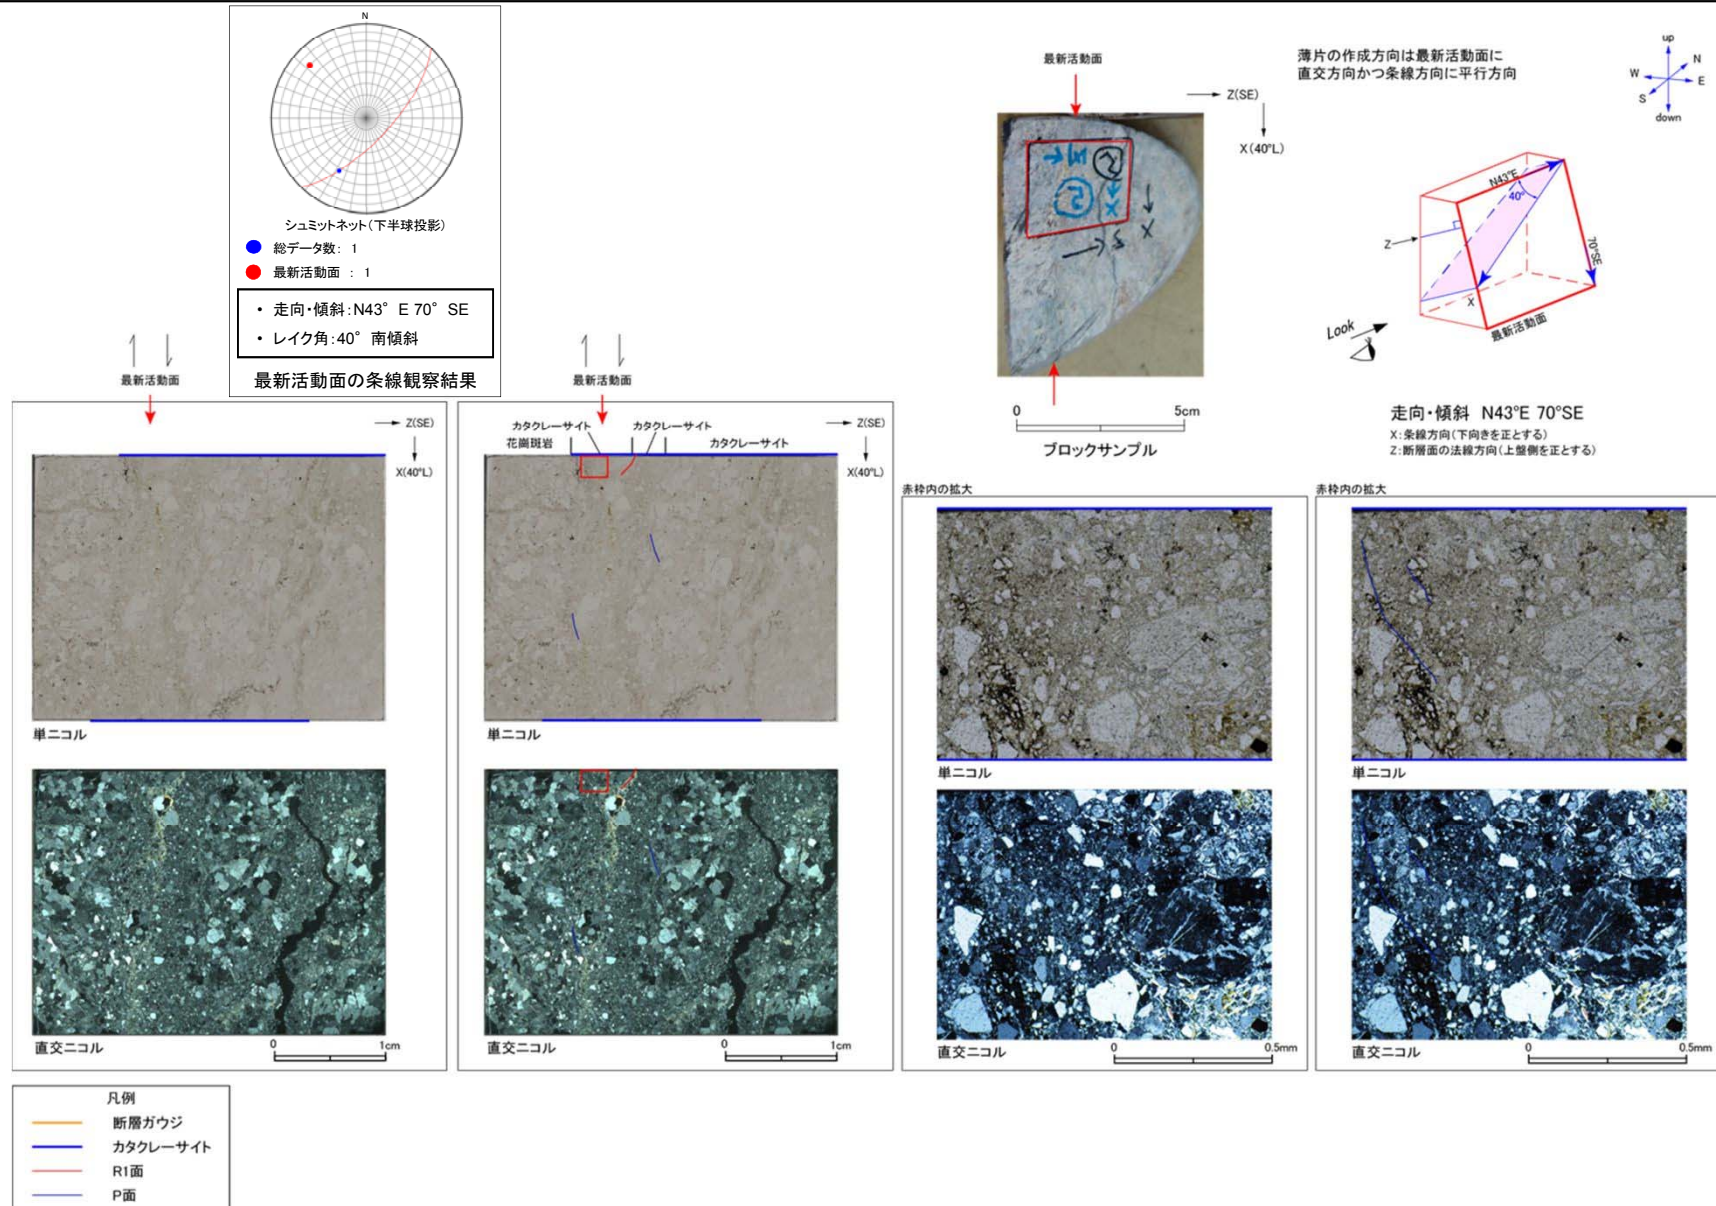 N
シュミットネット(下半球投影)
総データ数: 1
最新活動面 : 1
・ 走向・傾斜:N43° E 70° SE
・ レイク角:40° 南傾斜
最新活動面の条線観察結果
最新活動面
Z(SE)
X(40°L)
0
5cm
ブロックサンプル
薄片の作成方向は最新活動面に
直交方向かつ条線方向に平行方向
up
N
W
E
S
down
N43°E
40°
Z
70°SE
X
Look
最新活動面
走向・傾斜 N43°E 70°SE
X:条線方向(下向きを正とする)
Z:断層面の法線方向(上盤側を正とする)
最新活動面
Z(SE)
X(40°L)
単ニコル
直交ニコル
0
1cm
最新活動面
カタクレーサイト
カタクレーサイト
花崗斑岩
カタクレーサイト
Z(SE)
X(40°L)
単ニコル
直交ニコル
0
1cm
赤枠内の拡大
単ニコル
直交ニコル
0
0.5mm
赤枠内の拡大
単ニコル
直交ニコル
0
0.5mm
凡例
断層ガウジ
カタクレーサイト
R1面
P面